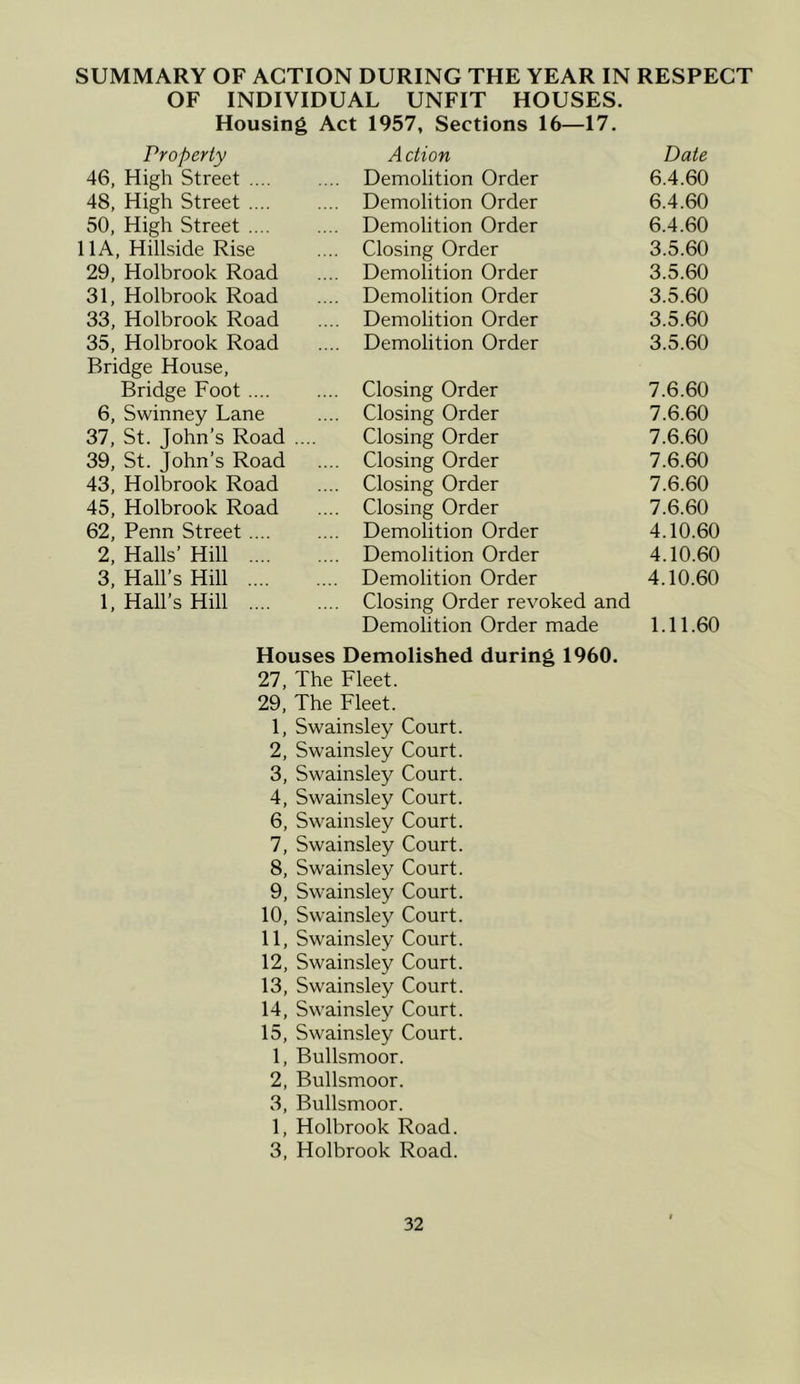 SUMMARY OF ACTION DURING THE YEAR IN RESPECT
OF INDIVIDUAL UNFIT HOUSES.
Housing Act 1957, Sections 16—17.
Property Action Date
46, High Street .... .... Demolition Order 6.4.60
48, High Street .... .... Demolition Order 6.4.60
50, High Street .... .... Demolition Order 6.4.60
11A, Hillside Rise .... Closing Order 3.5.60
29, Holbrook Road .... Demolition Order 3.5.60
31, Holbrook Road .... Demolition Order 3.5.60
33, Holbrook Road .... Demolition Order 3.5.60
35, Holbrook Road .... Demolition Order 3.5.60
Bridge House,
Bridge Foot .... .... Closing Order 7.6.60
6, Swinney Lane .... Closing Order 7.6.60
37, St. John's Road .... Closing Order 7.6.60
39, St. John's Road .... Closing Order 7.6.60
43, Holbrook Road .... Closing Order 7.6.60
45, Holbrook Road .... Closing Order 7.6.60
62, Penn Street .... .... Demolition Order 4.10.60
2, Halls' Hill .... .... Demolition Order 4.10.60
3, Hall's Hill .... .... Demolition Order 4.10.60
1, Hall's Hill .... .... Closing Order revoked and
Demolition Order made 1.11.60
Houses Demolished during 1960.
27, The Fleet.
29, The Fleet.
1, Swainsley Court.
2, Swainsley Court.
3, Swainsley Court.
4, Swainsley Court.
6, Swainsley Court.
7, Swainsley Court.
8, Swainsley Court.
9, Swainsley Court.
10, Swainsley Court.
11, Swainsley Court.
12, Swainsley Court.
13, Swainsley Court.
14, Swainsley Court.
15, Swainsley Court.
1, Bullsmoor.
2, Bullsmoor.
3, Bullsmoor.
1, Holbrook Road.
3, Holbrook Road.
32